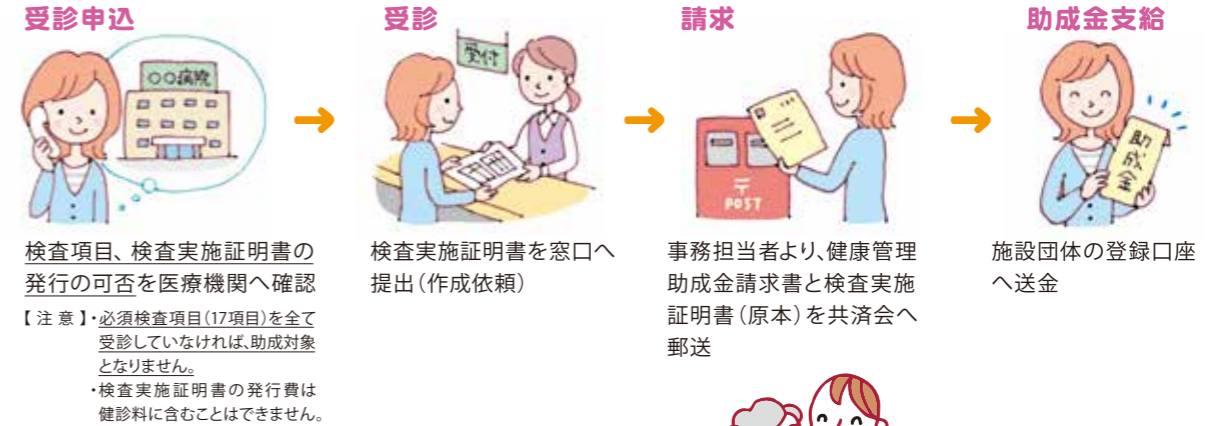 受診申込
○○病院
検査項目、検査実施証明書の
発行の可否を医療機関へ確認
【注意】・必須検査項目(17項目)を全て
受診していなければ、助成対象
となりません。
・検査実施証明書の発行費は
健診料に含むことはできません。
受診
受付
検査実施証明書を窓口へ
提出(作成依頼)
請求
〒
POST
事務担当者より、健康管理
助成金請求書と検査実施
証明書(原本)を共済会へ
郵送
助成金支給
助成金
施設団体の登録口座
へ送金